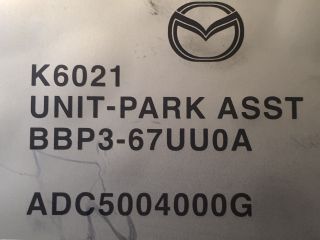 K6021
UNIT-PARK ASST
BBP3-67UU0A
ADC5004000G